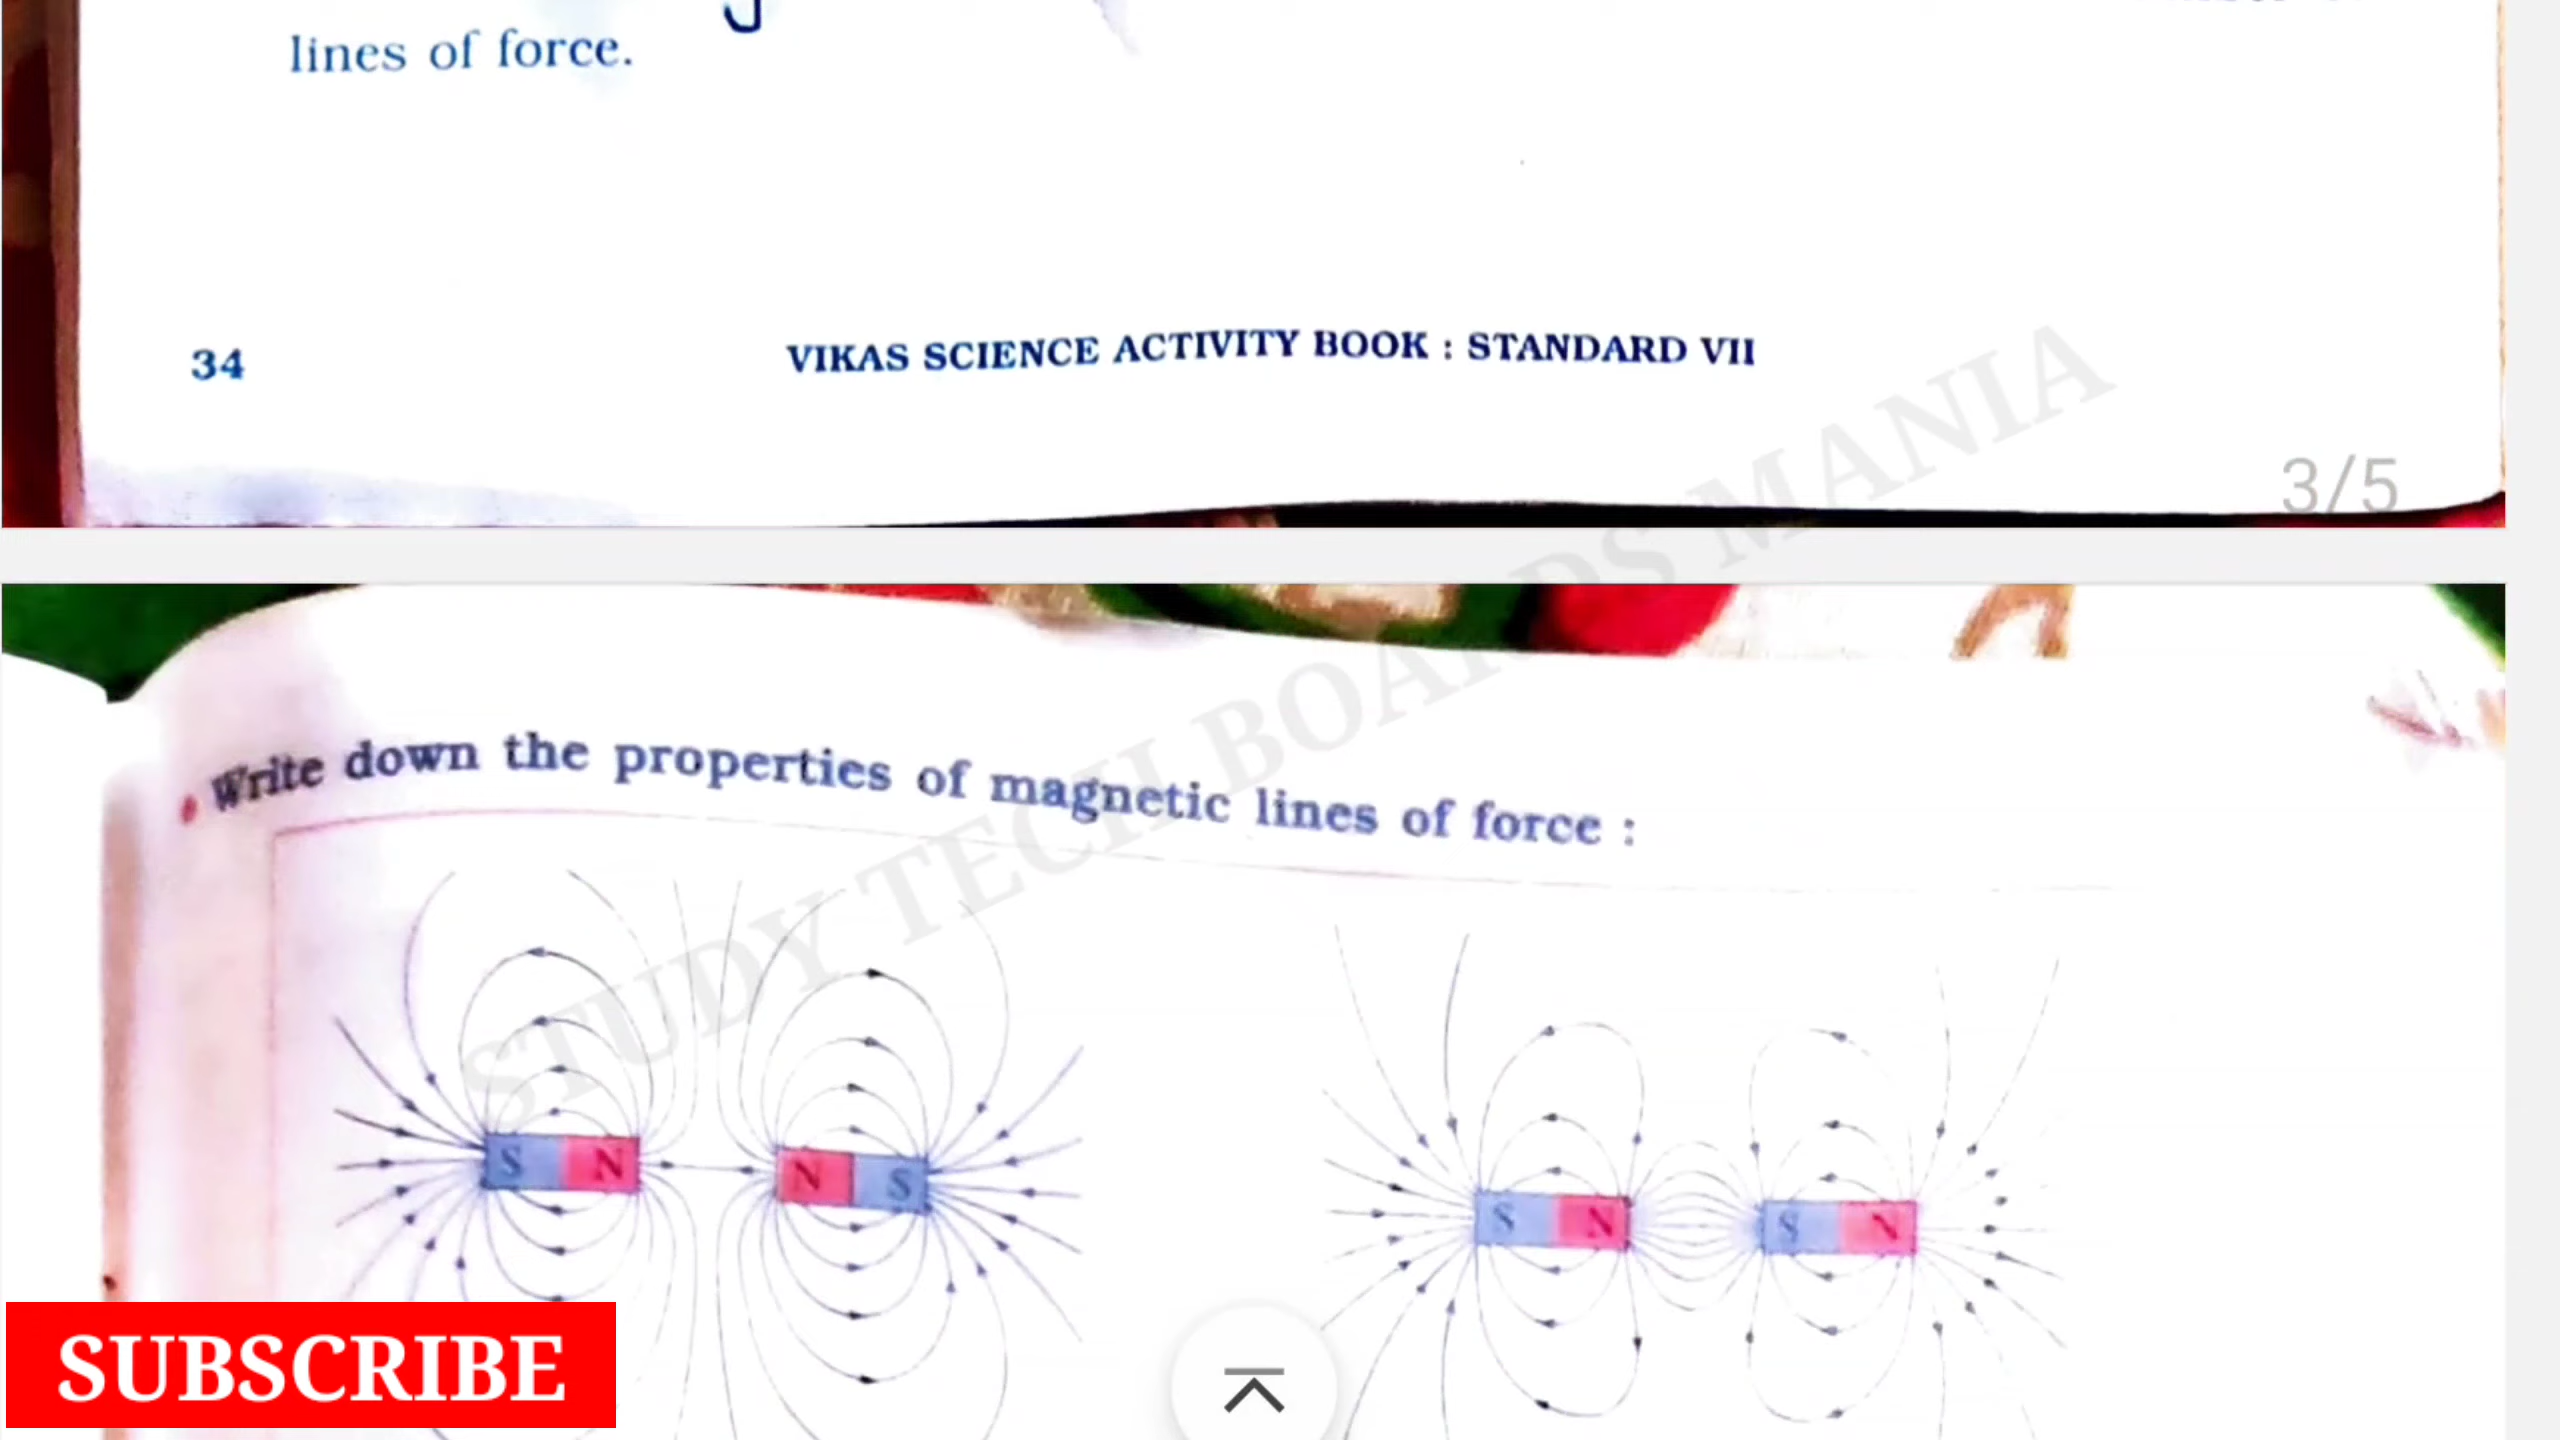 lines of force.
34
VIKAS SCIENCE ACTIVITY BOOK : STANDARD VII
3/5
STUDY TECH BOARDS MANIA
• Write down the properties of magnetic lines of force :
S N
N S
S N
S N
SUBSCRIBE